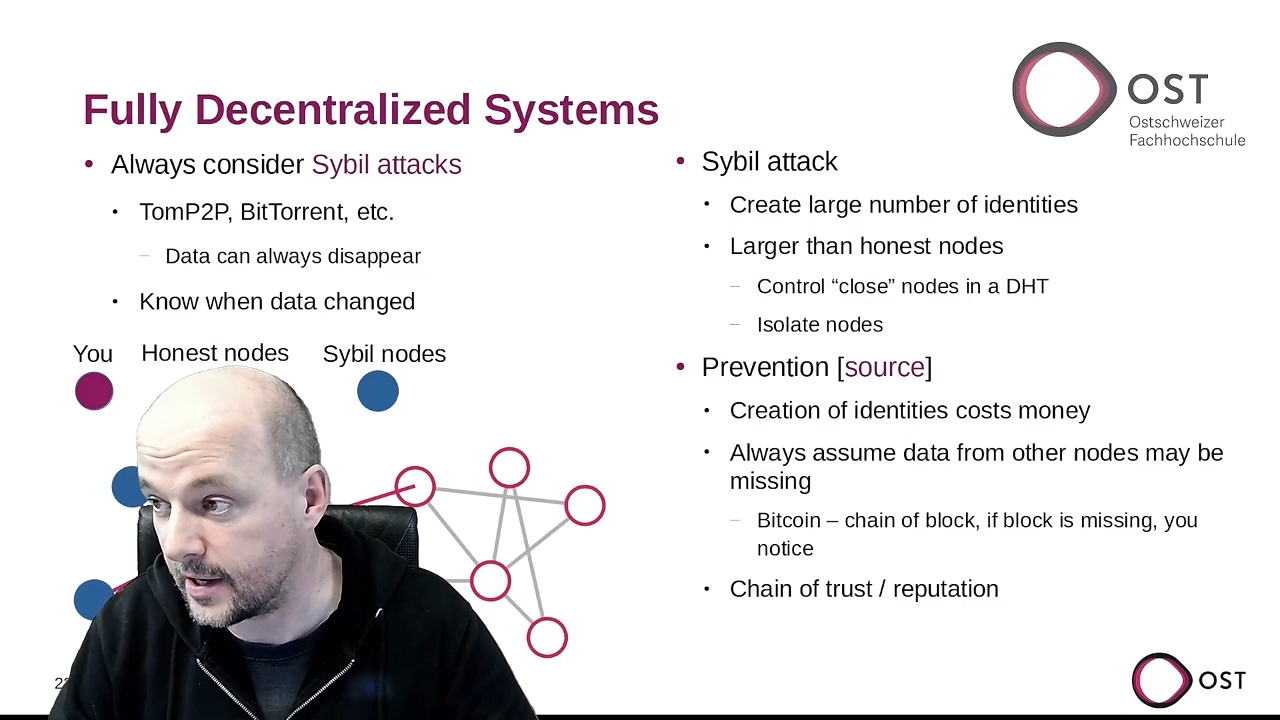 Fully Decentralized Systems
OST
Ostschweizer
Fachhochschule
• Always consider Sybil attacks
• TomP2P, BitTorrent, etc.
– Data can always disappear
• Know when data changed
You Honest nodes Sybil nodes
• Sybil attack
• Create large number of identities
• Larger than honest nodes
– Control “close” nodes in a DHT
– Isolate nodes
• Prevention [source]
• Creation of identities costs money
• Always assume data from other nodes may be
missing
– Bitcoin – chain of block, if block is missing, you
notice
• Chain of trust / reputation
OST